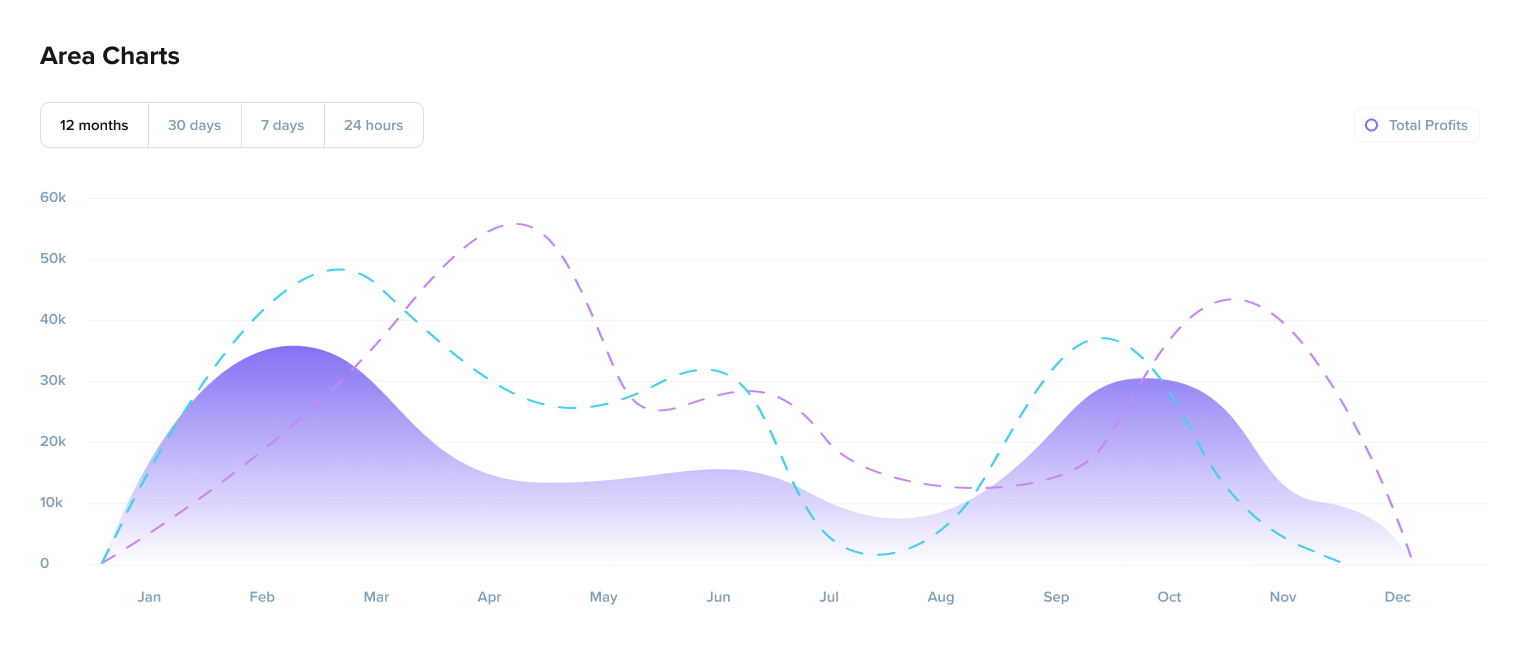 Area Charts
12 months 30 days 7 days 24 hours
Total Profits
60k
50k
40k
30k
20k
10k
0
Jan Feb Mar Apr May Jun Jul Aug Sep Oct Nov Dec